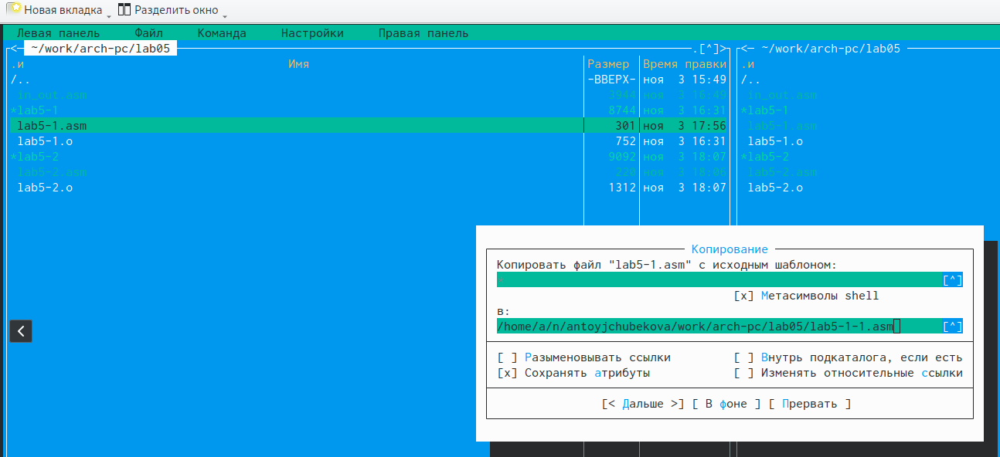 Новая вкладка Разделить окно
Левая панель Файл Команда Настройки Правая панель
<─ ~/work/arch-pc/lab05 .[^]> <─ ~/work/arch-pc/lab05
.и Имя Размер Время правки .и
/.. -ВВЕРХ- ноя 3 15:49 /..
in_out.asm 3944 ноя 3 16:49 in_out.asm
*lab5-1 8744 ноя 3 16:31 *lab5-1
lab5-1.asm 301 ноя 3 17:56 lab5-1.asm
lab5-1.o 752 ноя 3 16:31 lab5-1.o
*lab5-2 9092 ноя 3 18:07 *lab5-2
lab5-2.asm 220 ноя 3 18:06 lab5-2.asm
lab5-2.o 1312 ноя 3 18:07 lab5-2.o
Копирование
Копировать файл "lab5-1.asm" с исходным шаблоном:
* [^]
[x] Метасимволы shell
в:
/home/a/n/antoyjchubekova/work/arch-pc/lab05/lab5-1-1.asm [^]
[ ] Разыменовывать ссылки [ ] Внутрь подкаталога, если есть
[x] Сохранять атрибуты [ ] Изменять относительные ссылки
[< Дальше >] [ В фоне ] [ Прервать ]